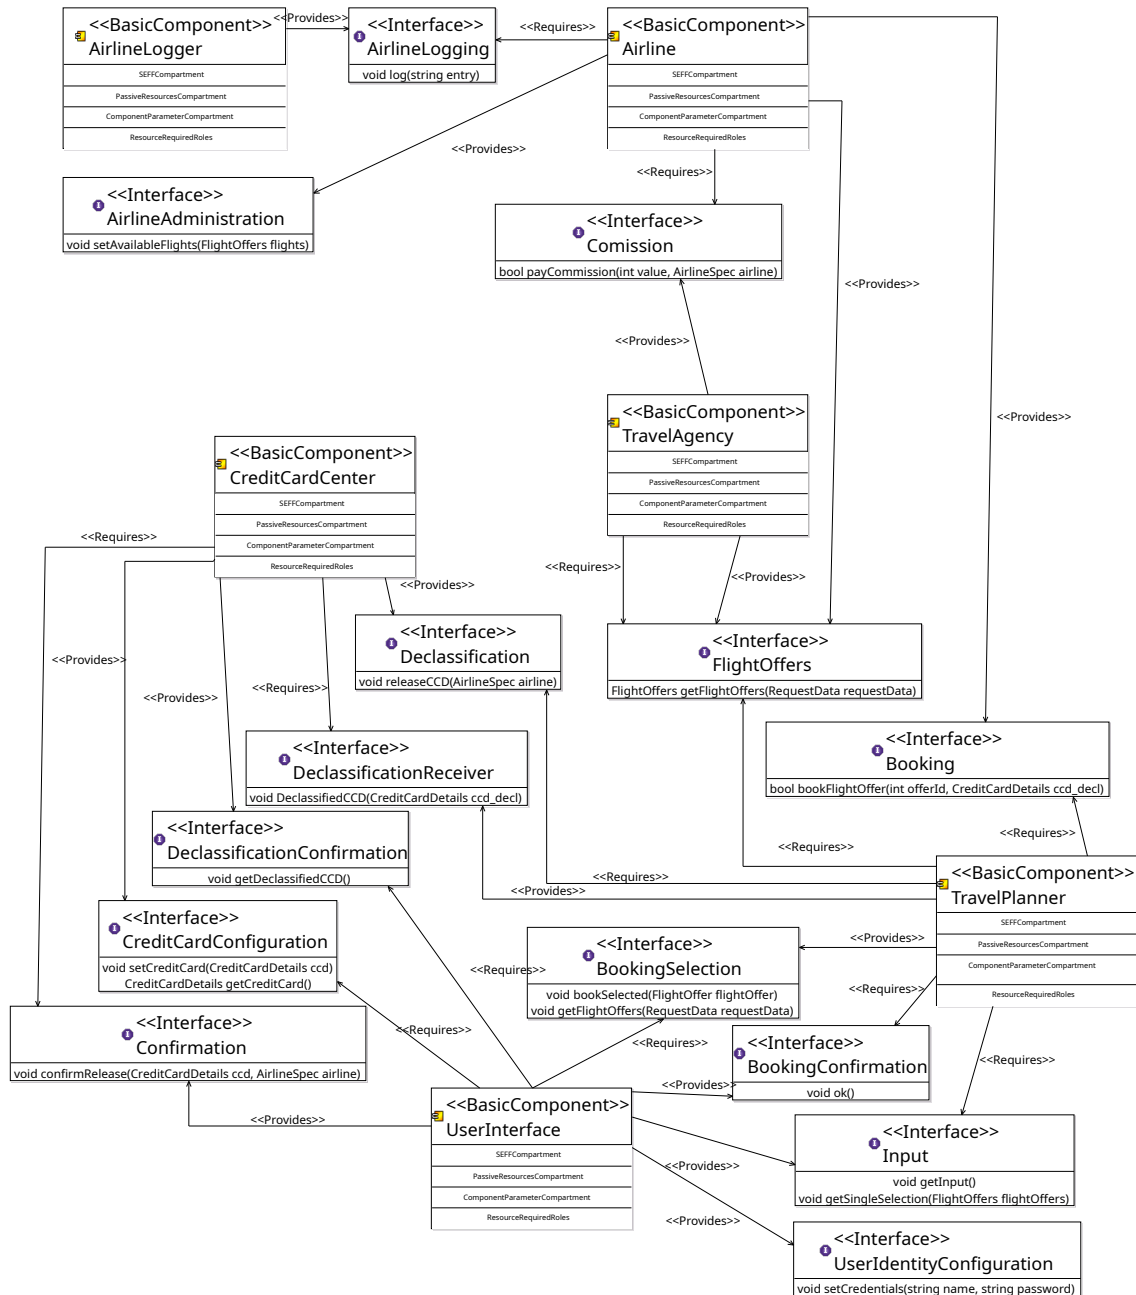 <<BasicComponent>>
AirlineLogger
SEFFCompartment
PassiveResourcesCompartment
ComponentParameterCompartment
ResourceRequiredRoles
<<Provides>>
<<Interface>>
AirlineLogging
void log(string entry)
<<Requires>>
<<BasicComponent>>
Airline
SEFFCompartment
PassiveResourcesCompartment
ComponentParameterCompartment
ResourceRequiredRoles
<<Provides>>
<<Requires>>
<<Interface>>
AirlineAdministration
void setAvailableFlights(FlightOffers flights)
<<Interface>>
Comission
bool payCommission(int value, AirlineSpec airline)
<<Provides>>
<<Provides>>
<<Provides>>
<<BasicComponent>>
TravelAgency
SEFFCompartment
PassiveResourcesCompartment
ComponentParameterCompartment
ResourceRequiredRoles
<<BasicComponent>>
CreditCardCenter
SEFFCompartment
PassiveResourcesCompartment
ComponentParameterCompartment
ResourceRequiredRoles
<<Requires>>
<<Requires>>
<<Provides>>
<<Provides>>
<<Interface>>
Declassification
void releaseCCD(AirlineSpec airline)
<<Interface>>
FlightOffers
FlightOffers getFlightOffers(RequestData requestData)
<<Provides>>
<<Provides>>
<<Requires>>
<<Interface>>
DeclassificationReceiver
void DeclassifiedCCD(CreditCardDetails ccd_decl)
<<Interface>>
Booking
bool bookFlightOffer(int offerId, CreditCardDetails ccd_decl)
<<Interface>>
DeclassificationConfirmation
void getDeclassifiedCCD()
<<Requires>>
<<Requires>>
<<Requires>>
<<Provides>>
<<BasicComponent>>
TravelPlanner
SEFFCompartment
PassiveResourcesCompartment
ComponentParameterCompartment
ResourceRequiredRoles
<<Interface>>
CreditCardConfiguration
void setCreditCard(CreditCardDetails ccd)
CreditCardDetails getCreditCard()
<<Requires>>
<<Interface>>
BookingSelection
void bookSelected(FlightOffer flightOffer)
void getFlightOffers(RequestData requestData)
<<Provides>>
<<Requires>>
<<Interface>>
Confirmation
void confirmRelease(CreditCardDetails ccd, AirlineSpec airline)
<<Requires>>
<<Requires>>
<<Interface>>
BookingConfirmation
void ok()
<<Requires>>
<<Provides>>
<<Provides>>
<<BasicComponent>>
UserInterface
SEFFCompartment
PassiveResourcesCompartment
ComponentParameterCompartment
ResourceRequiredRoles
<<Interface>>
Input
void getInput()
void getSingleSelection(FlightOffers flightOffers)
<<Provides>>
<<Provides>>
<<Interface>>
UserIdentityConfiguration
void setCredentials(string name, string password)